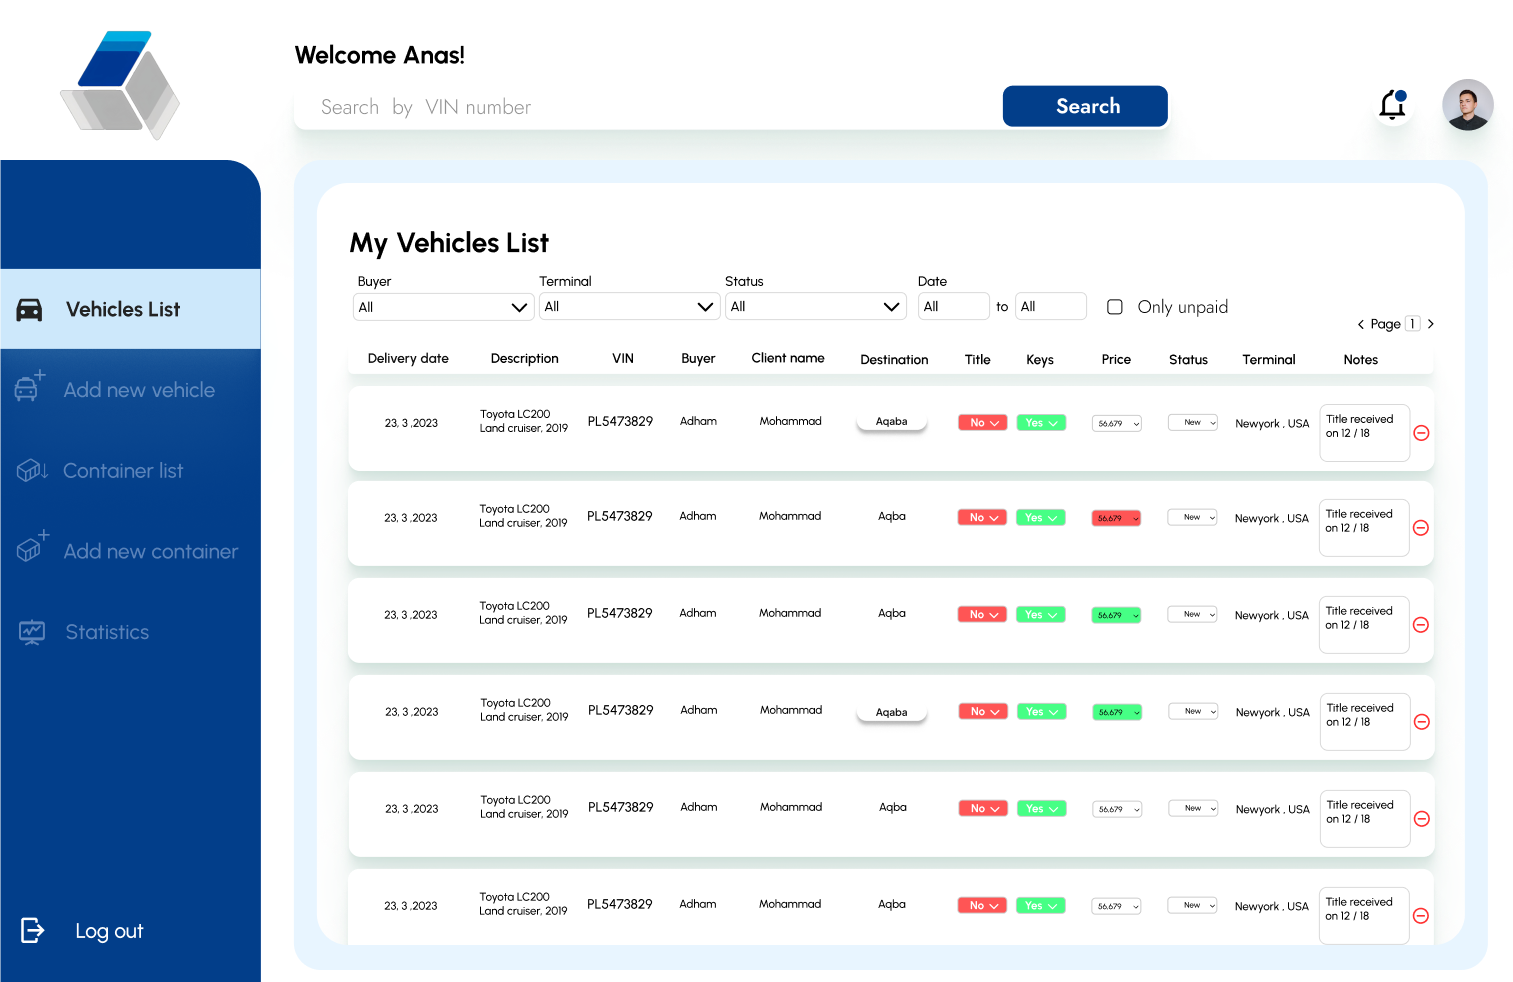 Welcome Anas!
Search by VIN number
Search
Vehicles List
Add new vehicle
Container list
Add new container
Statistics
Log out
My Vehicles List
Buyer Terminal Status Date
All All All All to All Only unpaid
Page 1
Delivery date Description VIN Buyer Client name Destination Title Keys Price Status Terminal Notes
23, 3 ,2023 Toyota LC200 PL5473829 Adham Mohammad Aqaba No Yes 56.679 New Newyork , USA Title received
Land cruiser, 2019 on 12 / 18
23, 3 ,2023 Toyota LC200 PL5473829 Adham Mohammad Aqba No Yes 56.679 New Newyork , USA Title received
Land cruiser, 2019 on 12 / 18
23, 3 ,2023 Toyota LC200 PL5473829 Adham Mohammad Aqba No Yes 56.679 New Newyork , USA Title received
Land cruiser, 2019 on 12 / 18
23, 3 ,2023 Toyota LC200 PL5473829 Adham Mohammad Aqaba No Yes 56.679 New Newyork , USA Title received
Land cruiser, 2019 on 12 / 18
23, 3 ,2023 Toyota LC200 PL5473829 Adham Mohammad Aqba No Yes 56.679 New Newyork , USA Title received
Land cruiser, 2019 on 12 / 18
23, 3 ,2023 Toyota LC200 PL5473829 Adham Mohammad Aqba No Yes 56.679 New Newyork , USA Title received
Land cruiser, 2019 on 12 / 18